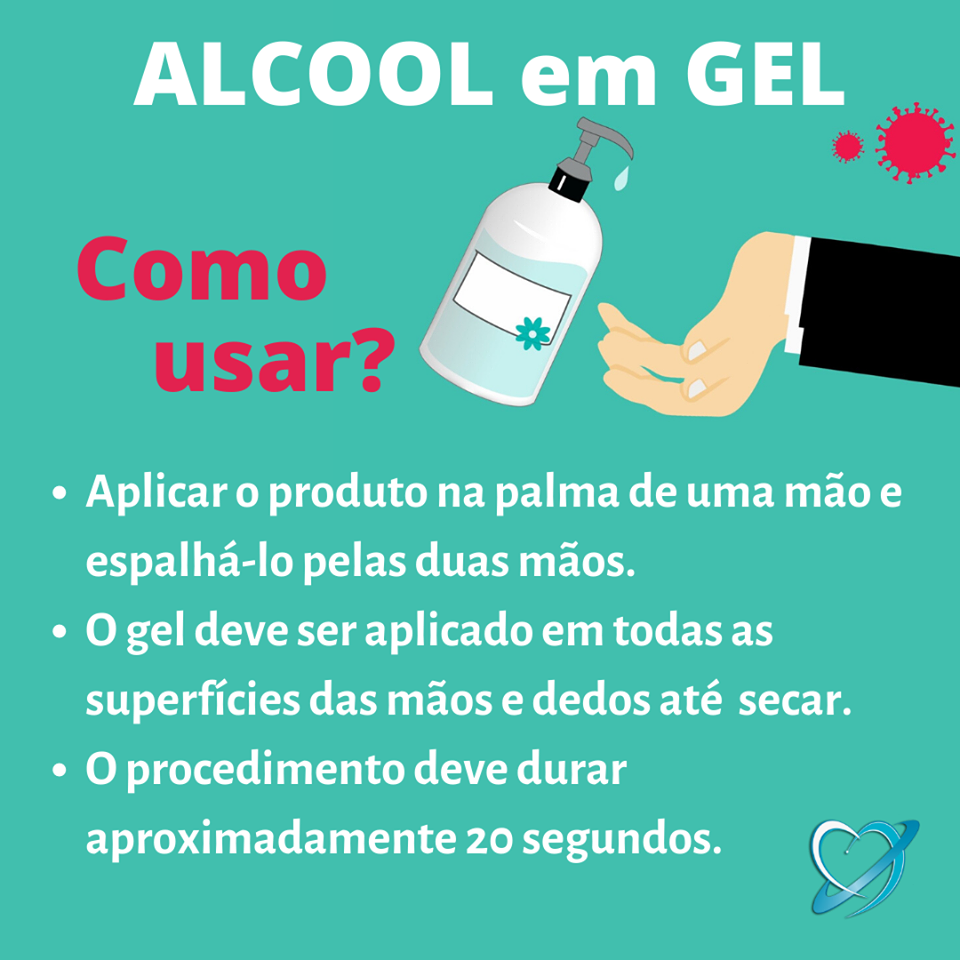 ALCOOL em GEL
Como
usar?
• Aplicar o produto na palma de uma mão e
espalhá-lo pelas duas mãos.
• O gel deve ser aplicado em todas as
superfícies das mãos e dedos até  secar.
• O procedimento deve durar
aproximadamente 20 segundos.